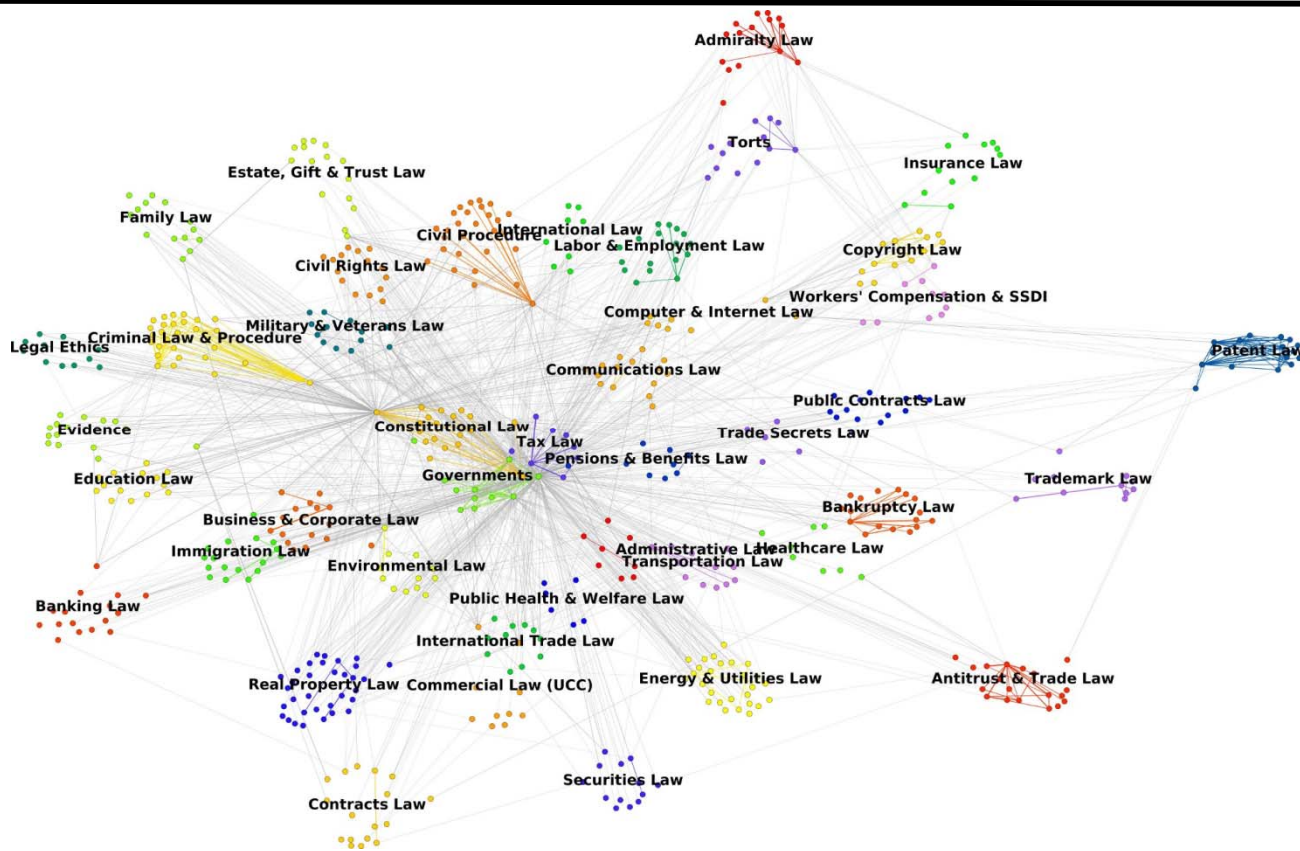 Admiralty Law
Torts
Insurance Law
Estate, Gift & Trust Law
Family Law
International Law
Civil Procedure
Labor & Employment Law
Copyright Law
Civil Rights Law
Workers' Compensation & SSDI
Computer & Internet Law
Military & Veterans Law
Criminal Law & Procedure
Legal Ethics
Patent Law
Communications Law
Public Contracts Law
Constitutional Law
Evidence
Trade Secrets Law
Tax Law
Pensions & Benefits Law
Governments
Education Law
Trademark Law
Bankruptcy Law
Business & Corporate Law
Immigration Law
Administrative Law
Healthcare Law
Transportation Law
Environmental Law
Public Health & Welfare Law
Banking Law
International Trade Law
Real Property Law
Commercial Law (UCC)
Energy & Utilities Law
Antitrust & Trade Law
Securities Law
Contracts Law